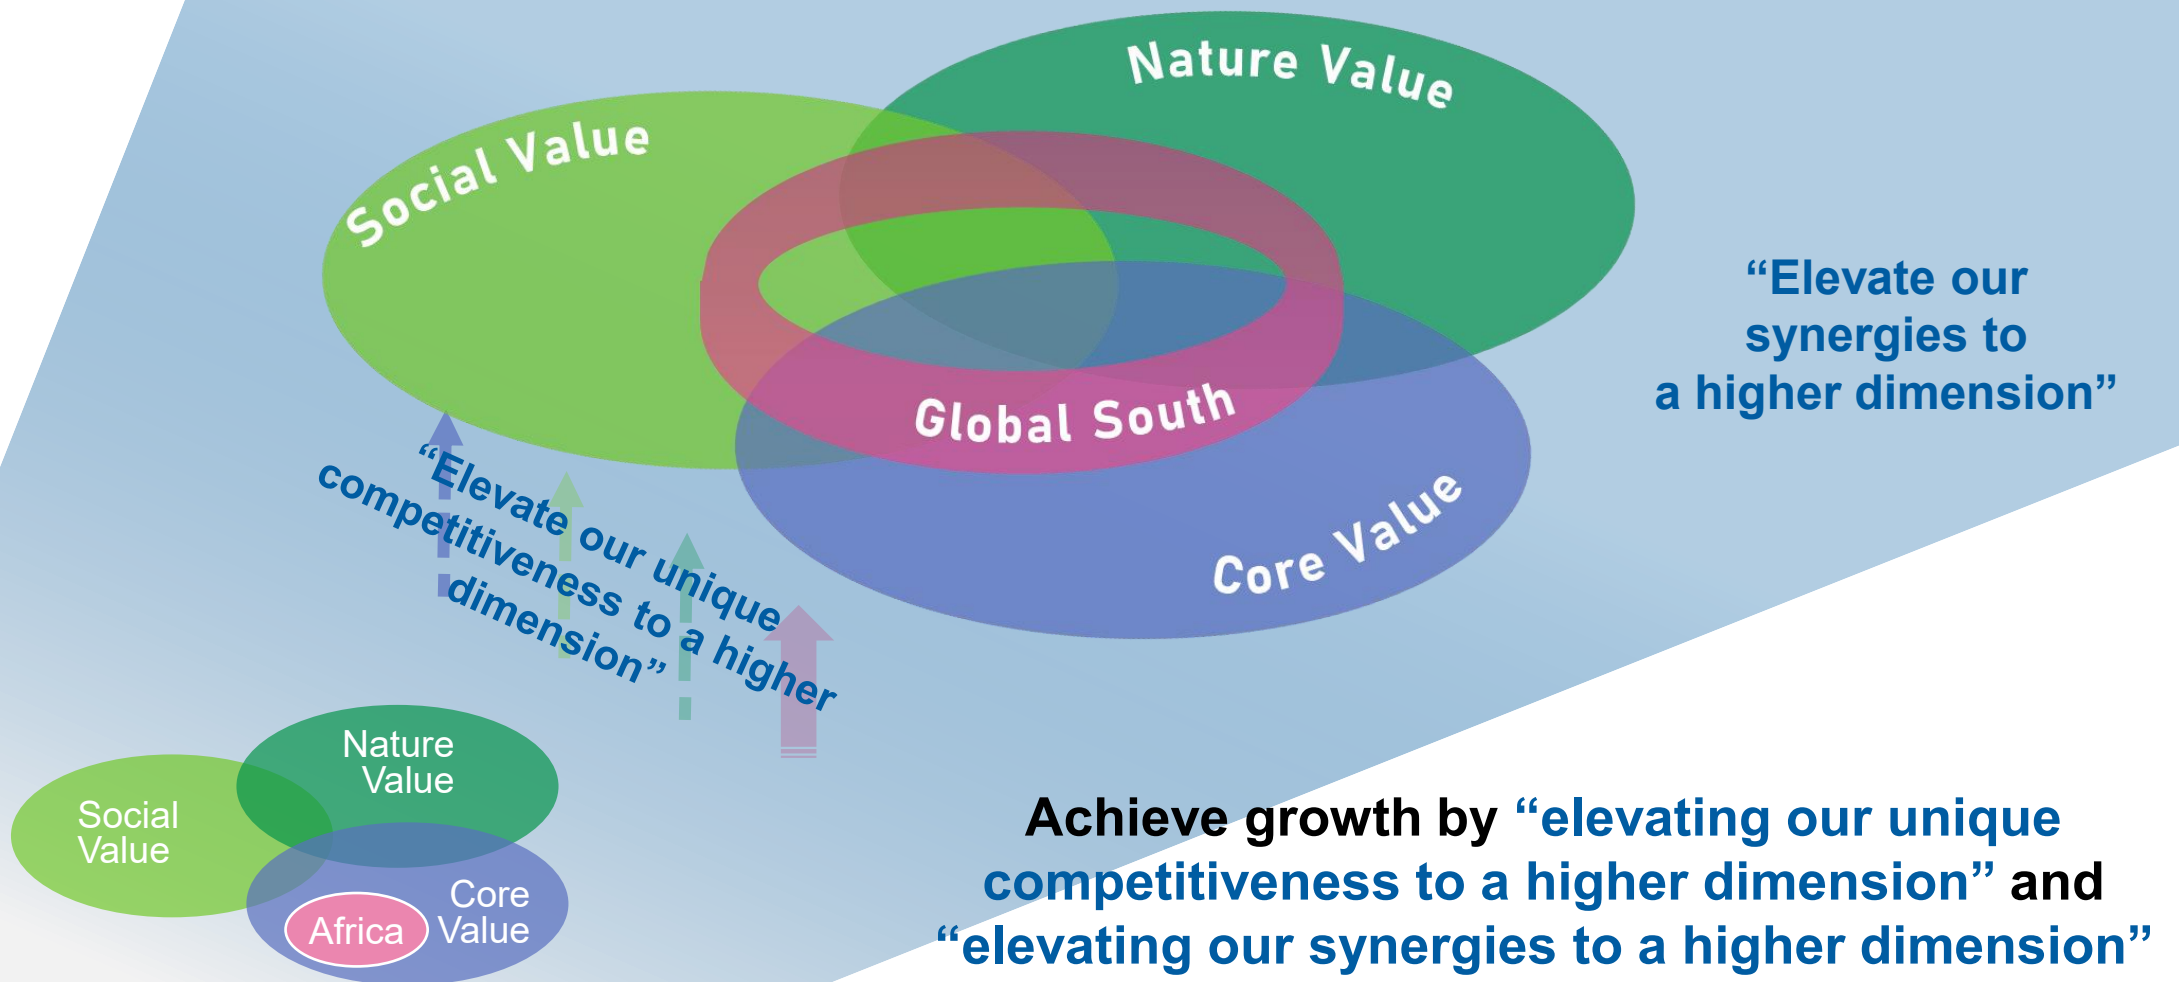 Nature Value
Social Value
Global South
Core Value
“Elevate our
synergies to
a higher dimension”
“Elevate our unique
competitiveness to a higher
dimension”
Nature
Value
Social
Value
Core
Value
Africa
Achieve growth by “elevating our unique
competitiveness to a higher dimension” and
“elevating our synergies to a higher dimension”